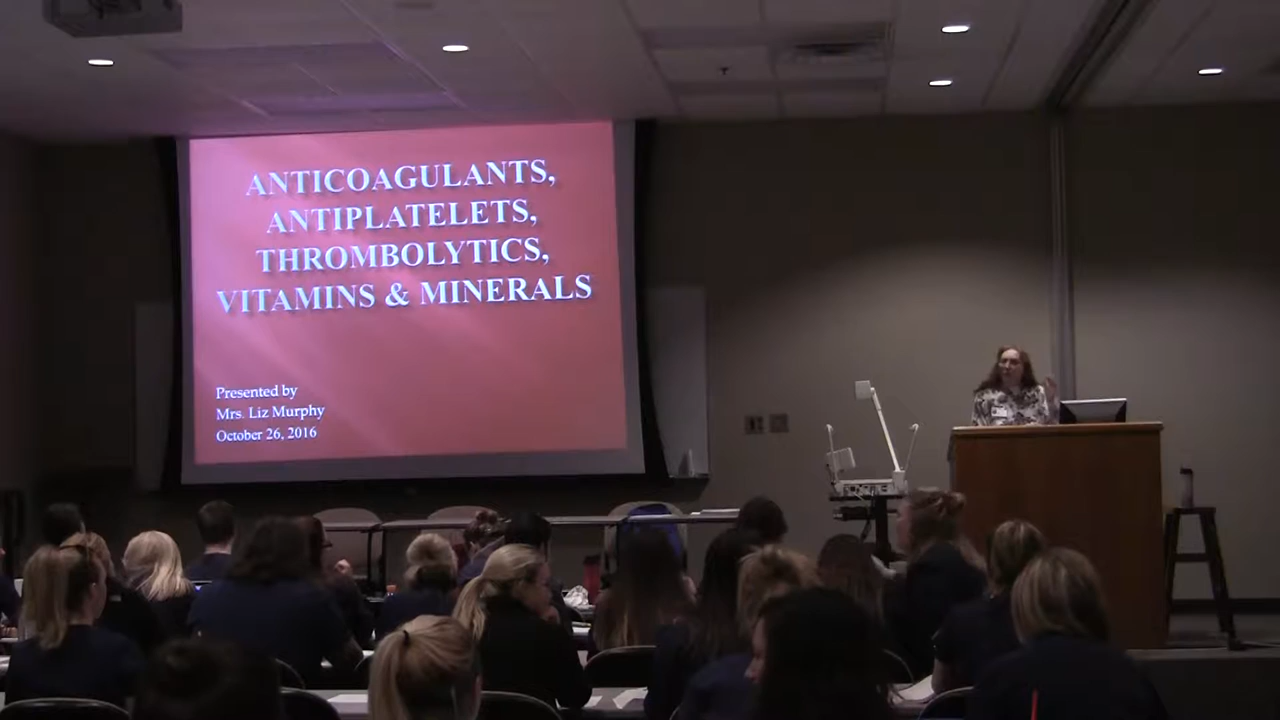 ANTICOAGULANTS,
ANTIPLATELETS,
THROMBOLYTICS,
VITAMINS & MINERALS
Presented by
Mrs. Liz Murphy
October 26, 2016